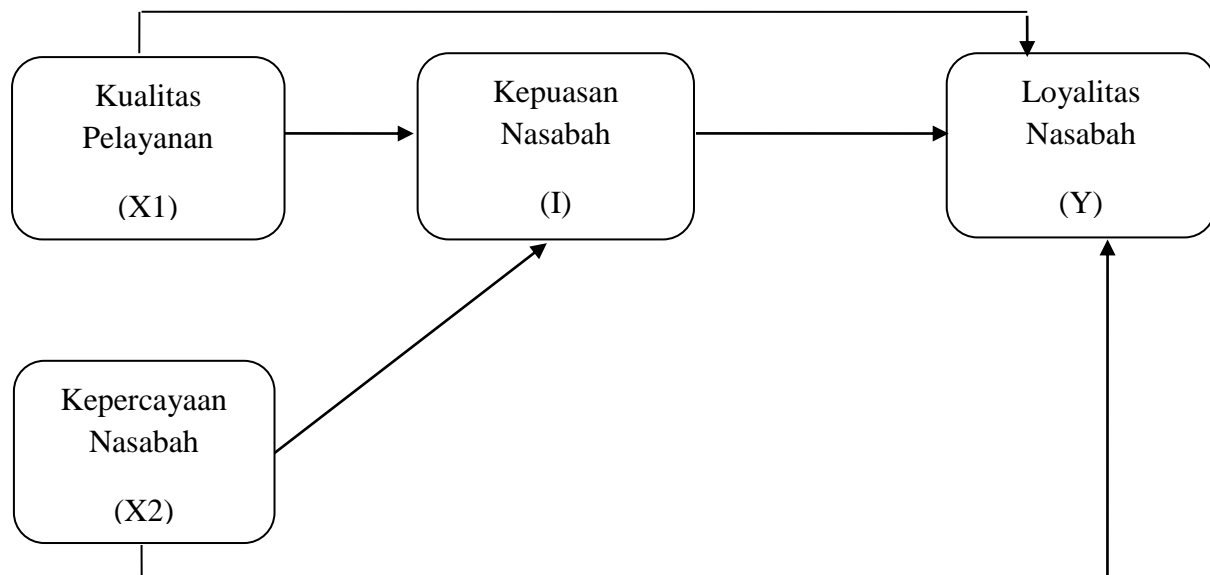 Kualitas
Pelayanan
(X1)
Kepuasan
Nasabah
(I)
Loyalitas
Nasabah
(Y)
Kepercayaan
Nasabah
(X2)